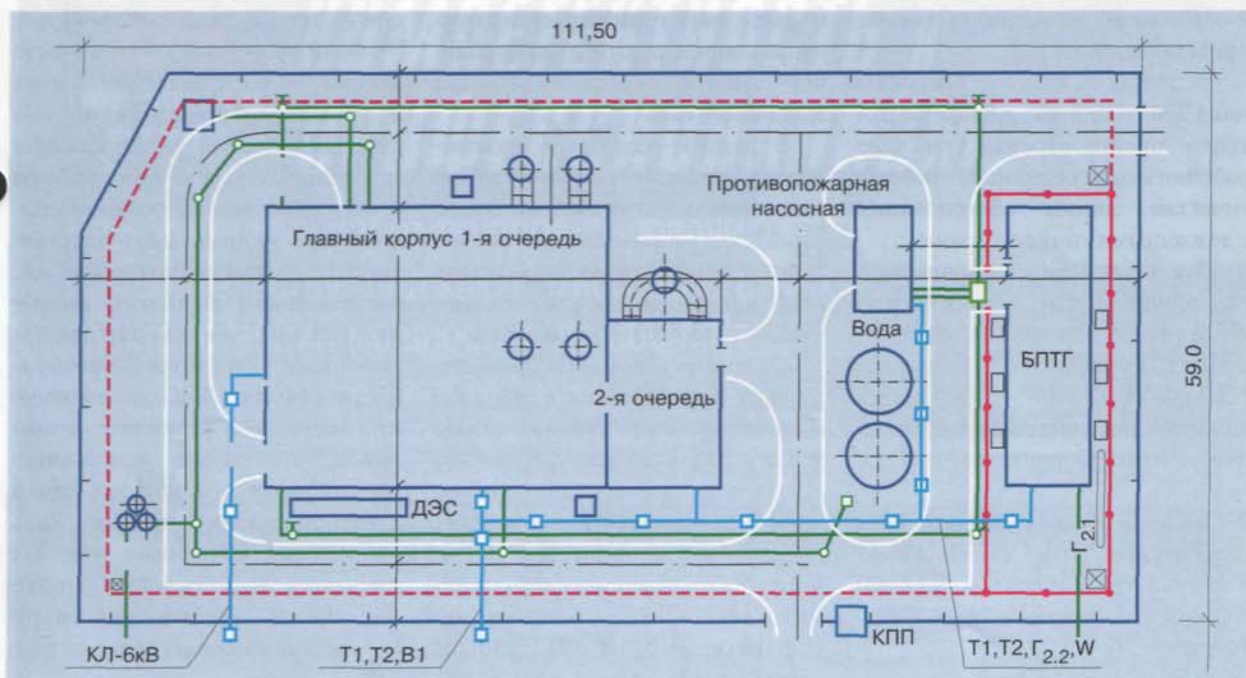 111,50
Противопожарная
насосная
Главный корпус 1-я очередь
Вода
БПТГ
59.0
2-я очередь
ДЭС
Г2.1
КПП
КЛ-6кВ
Т1,Т2,В1
Т1,Т2,Г2.2,W